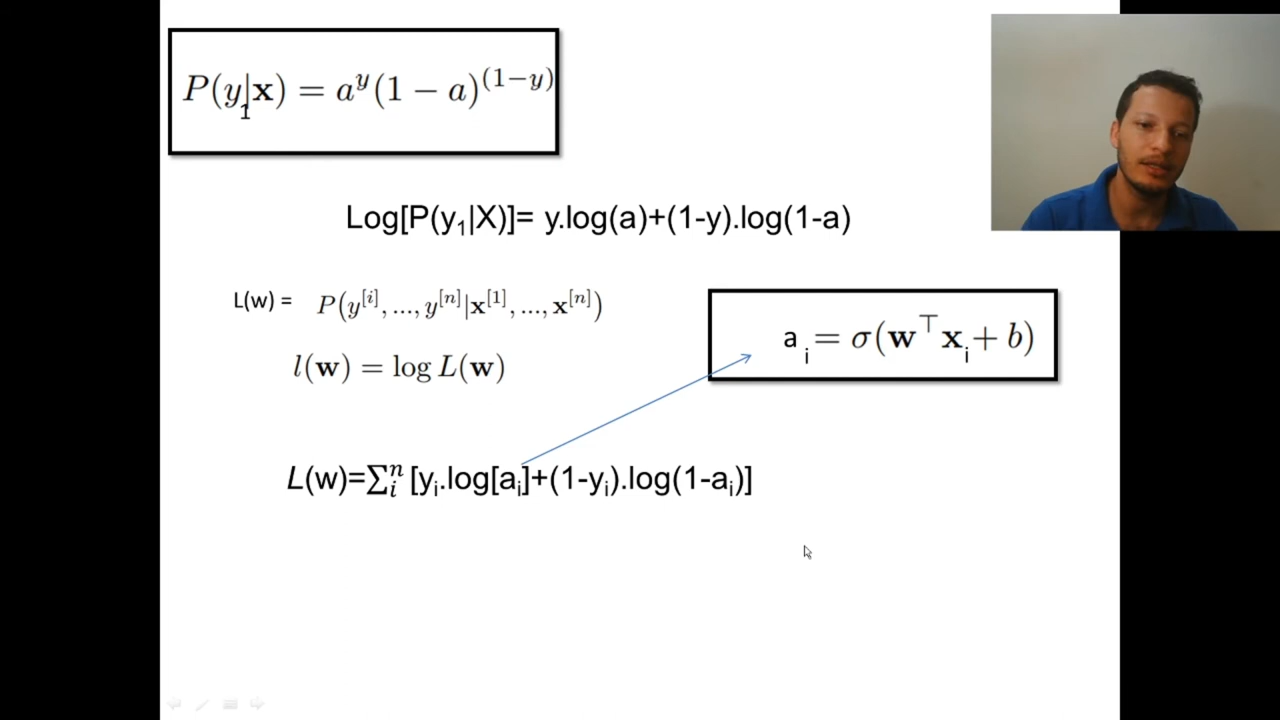 P(y₁|x) = a^y(1 − a)^(1−y)
Log[P(y₁|X)]= y.log(a)+(1-y).log(1-a)
L(w) = P(y^[i], ..., y^[n]|x^[1], ..., x^[n])
a_i = σ(w^⊤x_i + b)
l(w) = log L(w)
L(w)=∑_i^n [y_i.log[a_i]+(1-y_i).log(1-a_i)]